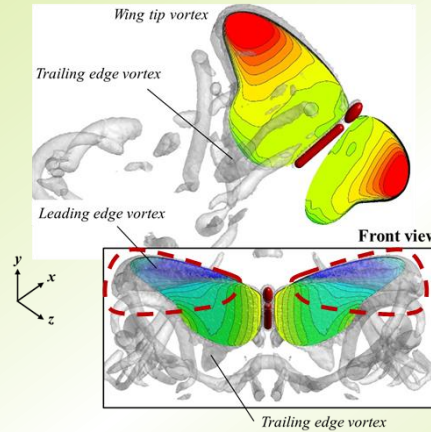 Wing tip vortex
Trailing edge vortex
Leading edge vortex
Front view
y
x
z
Trailing edge vortex